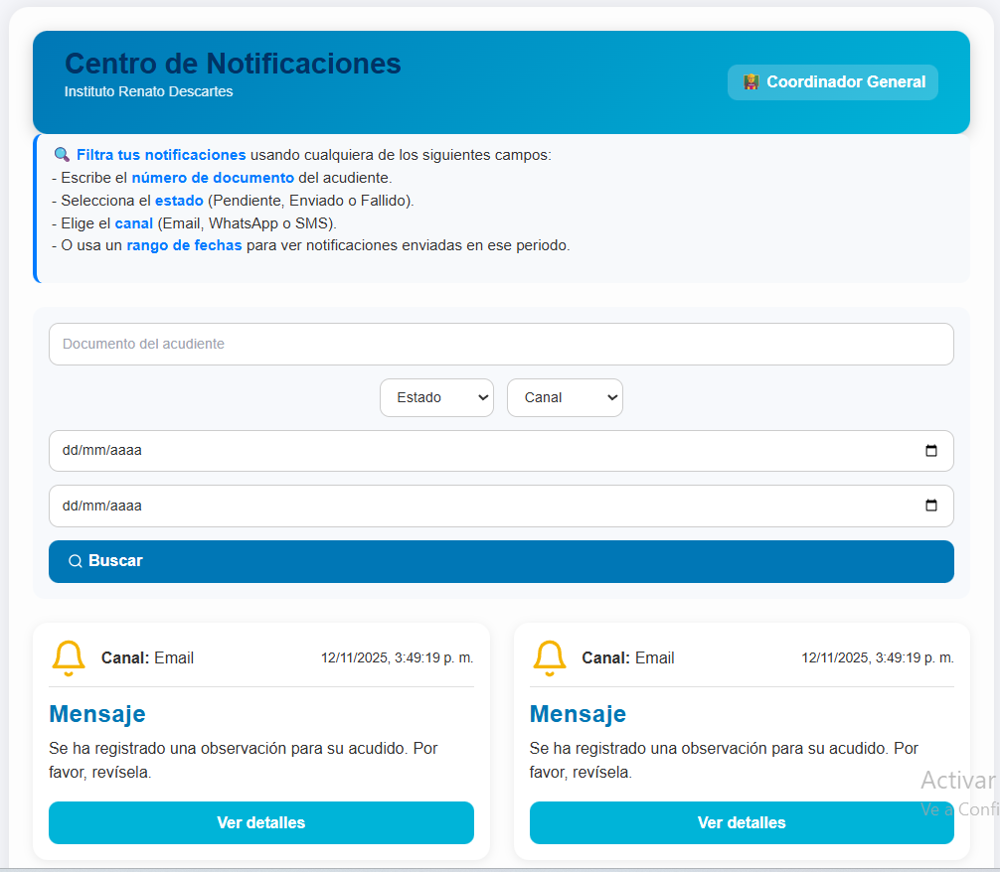 Centro de Notificaciones
Instituto Renato Descartes
Coordinador General
Filtra tus notificaciones usando cualquiera de los siguientes campos:
- Escribe el número de documento del acudiente.
- Selecciona el estado (Pendiente, Enviado o Fallido).
- Elige el canal (Email, WhatsApp o SMS).
- O usa un rango de fechas para ver notificaciones enviadas en ese periodo.
Documento del acudiente
Estado Canal
dd/mm/aaaa
dd/mm/aaaa
Buscar
Canal: Email 12/11/2025, 3:49:19 p. m.
Mensaje
Se ha registrado una observación para su acudido. Por
favor, revísela.
Ver detalles
Canal: Email 12/11/2025, 3:49:19 p. m.
Mensaje
Se ha registrado una observación para su acudido. Por
favor, revísela.
Ver detalles
Activar
Ve a Confi